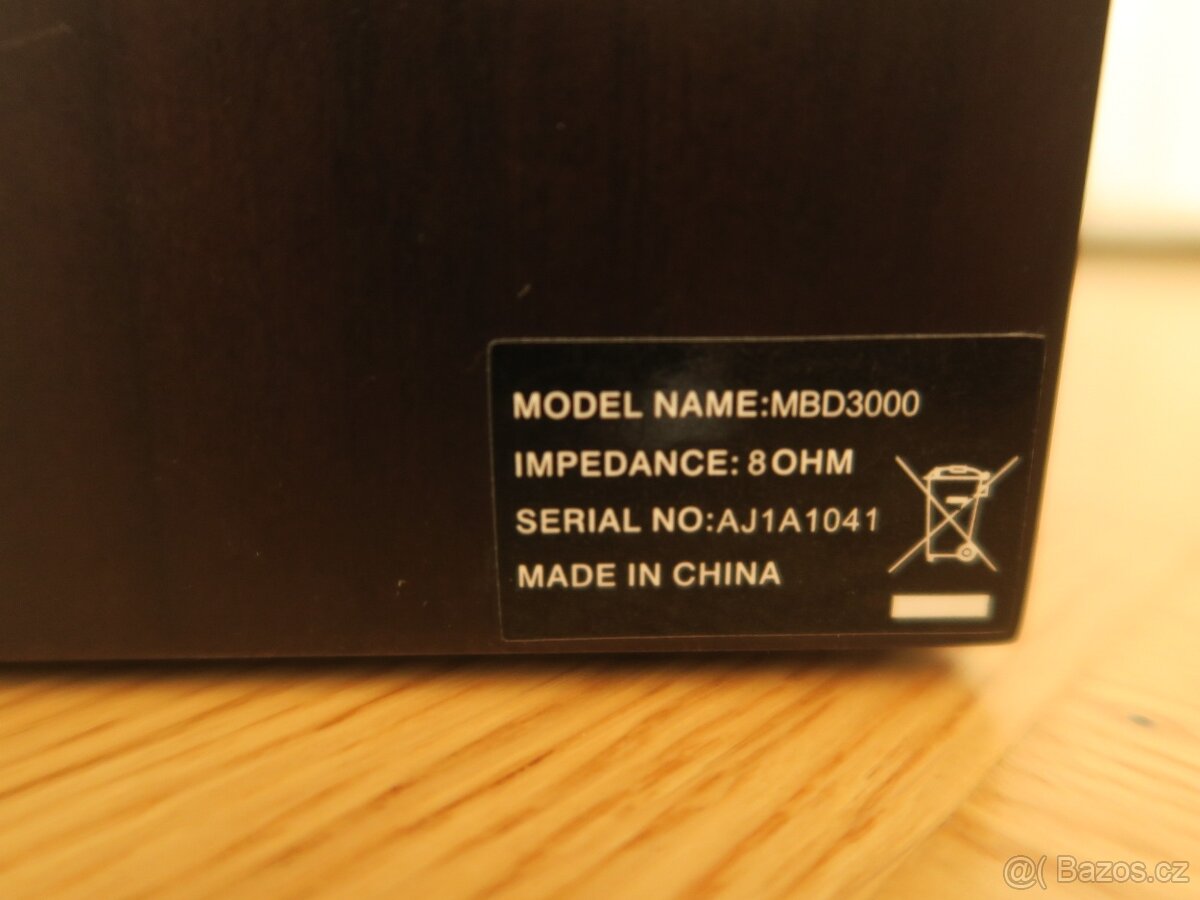 MODEL NAME:MBD3000
IMPEDANCE: 8OHM
SERIAL NO:AJ1A1041
MADE IN CHINA
@( Bazos.cz